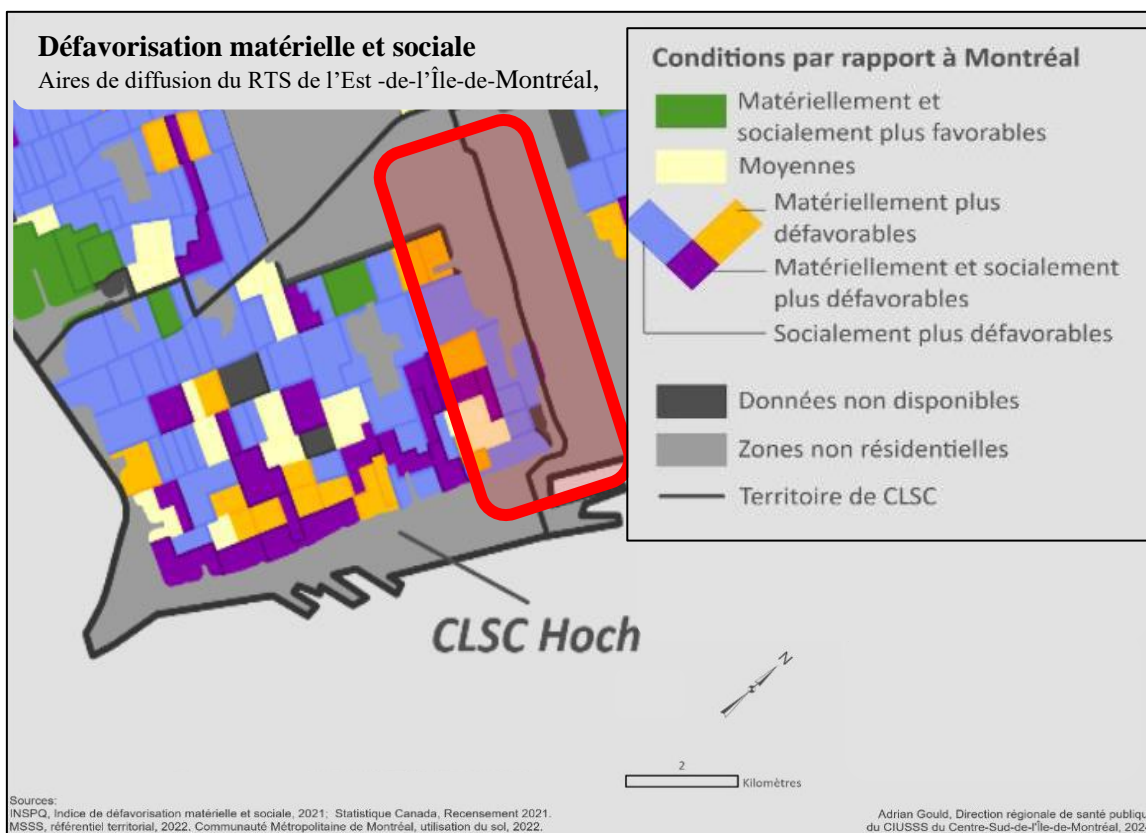 Défavorisation matérielle et sociale
Aires de diffusion du RTS de l’Est -de-l’Île-de-Montréal,
Conditions par rapport à Montréal
Matériellement et
socialement plus favorables
Moyennes
Matériellement plus
défavorables
Matériellement et socialement
plus défavorables
Socialement plus défavorables
Données non disponibles
Zones non résidentielles
Territoire de CLSC
CLSC Hoch
N
2
Kilomètres
Sources:
INSPQ, Indice de défavorisation matérielle et sociale, 2021; Statistique Canada, Recensement 2021.
MSSS, référentiel territorial, 2022. Communauté Métropolitaine de Montréal, utilisation du sol, 2022.
Adrian Gould, Direction régionale de santé publiq
du CIUSSS du Centre-Sud-de-l'Île-de-Montréal, 202